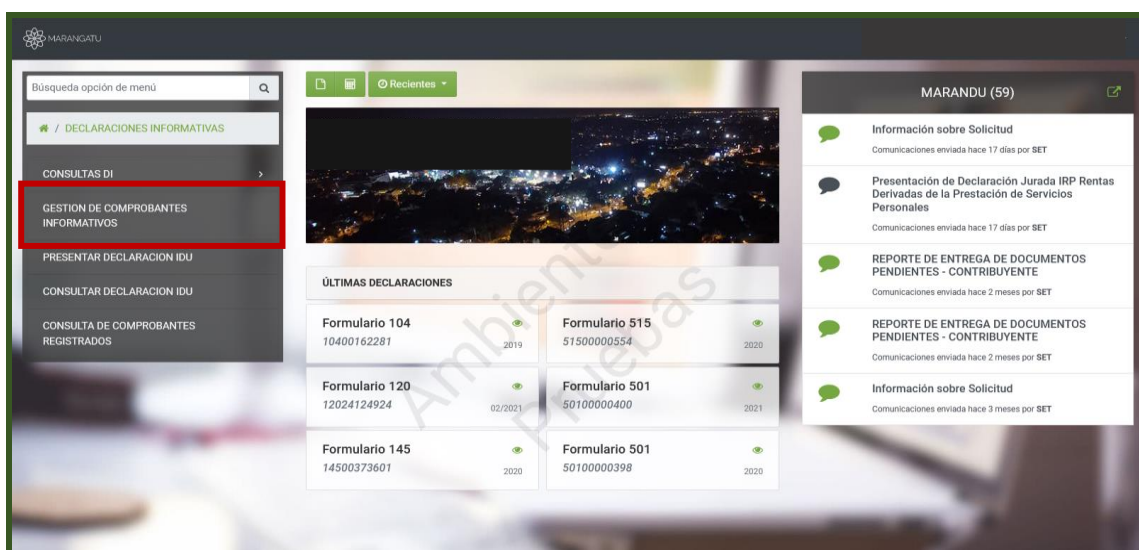 MARANGATU
Búsqueda opción de menú
/ DECLARACIONES INFORMATIVAS
CONSULTAS DI
GESTION DE COMPROBANTES
INFORMATIVOS
PRESENTAR DECLARACION IDU
CONSULTAR DECLARACION IDU
CONSULTA DE COMPROBANTES
REGISTRADOS
Recientes
ÚLTIMAS DECLARACIONES
Formulario 104
10400162281
2019
Formulario 515
51500000554
2020
Formulario 120
12024124924
02/2021
Formulario 501
50100000400
2021
Formulario 145
14500373601
2020
Formulario 501
50100000398
2020
Ambiente
Pruebas
MARANDU (59)
Información sobre Solicitud
Comunicaciones enviada hace 17 días por SET
Presentación de Declaración Jurada IRP Rentas
Derivadas de la Prestación de Servicios
Personales
Comunicaciones enviada hace 17 días por SET
REPORTE DE ENTREGA DE DOCUMENTOS
PENDIENTES - CONTRIBUYENTE
Comunicaciones enviada hace 2 meses por SET
REPORTE DE ENTREGA DE DOCUMENTOS
PENDIENTES - CONTRIBUYENTE
Comunicaciones enviada hace 2 meses por SET
Información sobre Solicitud
Comunicaciones enviada hace 3 meses por SET